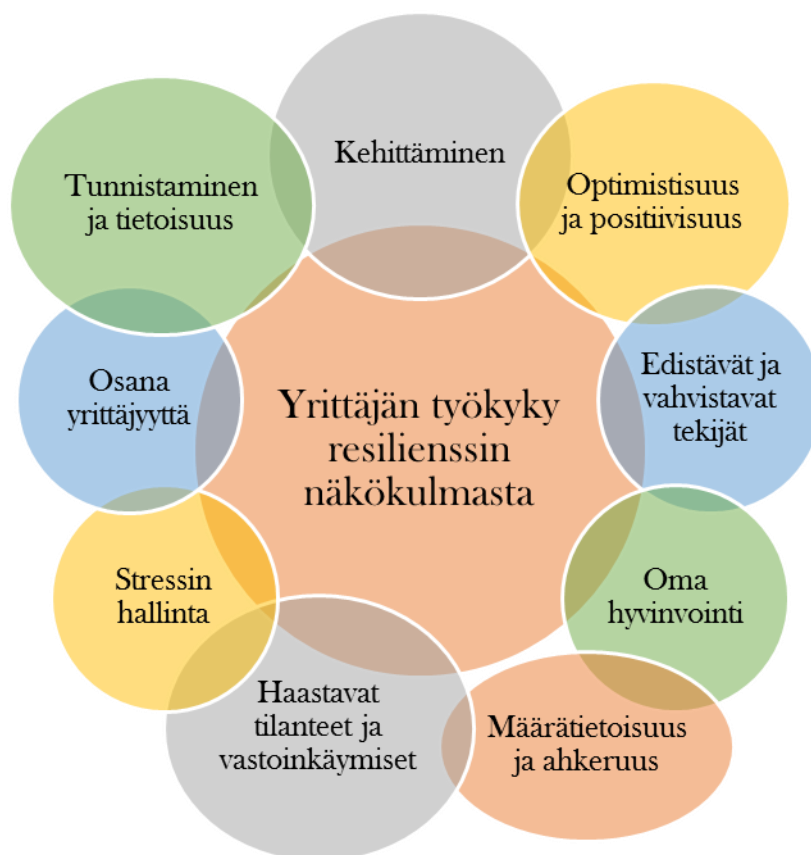 Kehittäminen
Optimistisuus
ja positiivisuus
Edistävät ja
vahvistavat
tekijät
Oma
hyvinvointi
Määrätietoisuus
ja ahkeruus
Haastavat
tilanteet ja
vastoinkäymiset
Stressin
hallinta
Osana
yrittäjyyttä
Tunnistaminen
ja tietoisuus
Yrittäjän työkyky
resilienssin
näkökulmasta